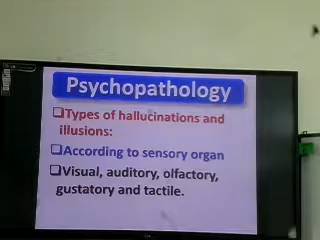 Psychopathology
❑Types of hallucinations and
illusions:
❑According to sensory organ
❑Visual, auditory, olfactory,
gustatory and tactile.